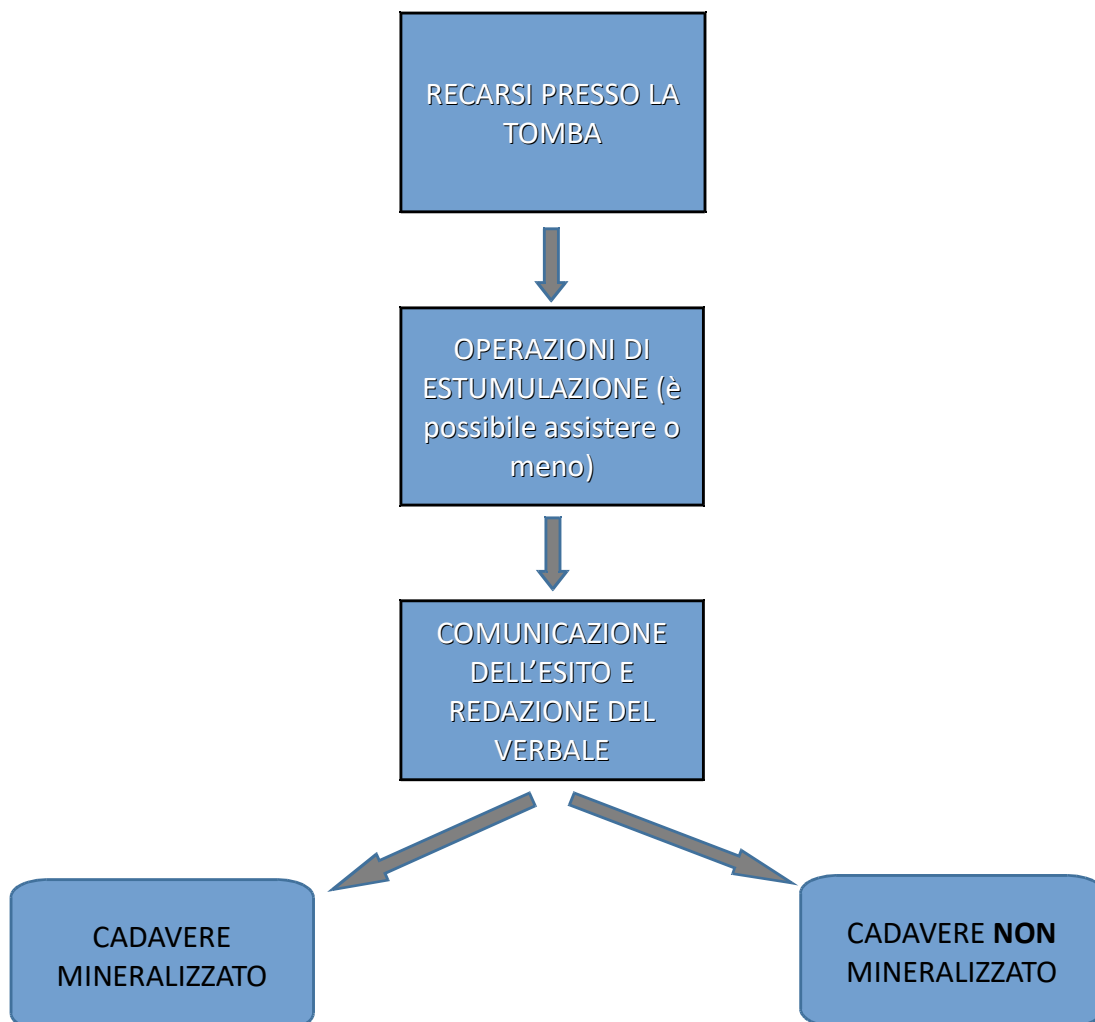 RECARSI PRESSO LA
TOMBA
OPERAZIONI DI
ESTUMULAZIONE (è
possibile assistere o
meno)
COMUNICAZIONE
DELL’ESITO E
REDAZIONE DEL
VERBALE
CADAVERE
MINERALIZZATO
CADAVERE NON
MINERALIZZATO